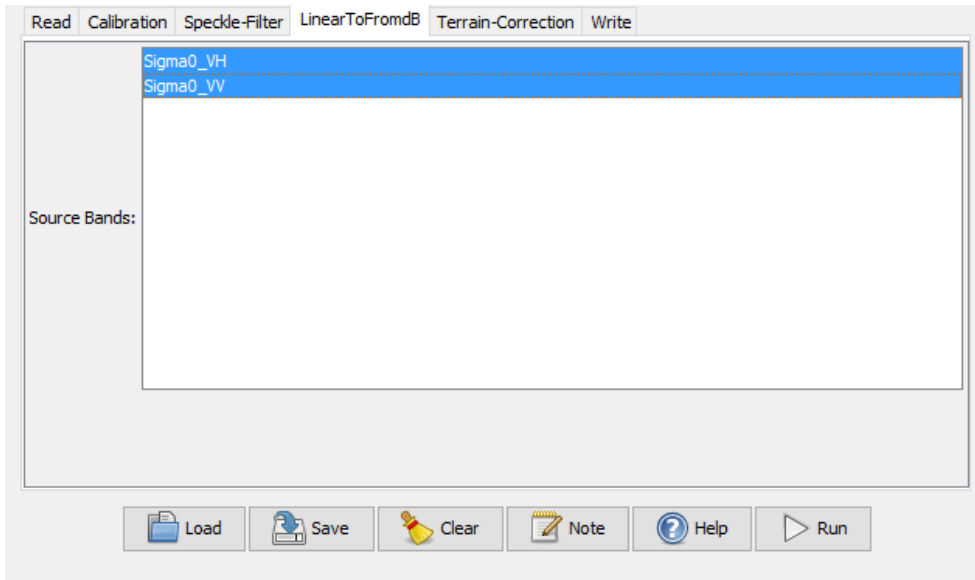 Read Calibration Speckle-Filter LinearToFromdB Terrain-Correction Write
Sigma0_VH
Sigma0_VV
Source Bands:
Load Save Clear Note Help Run